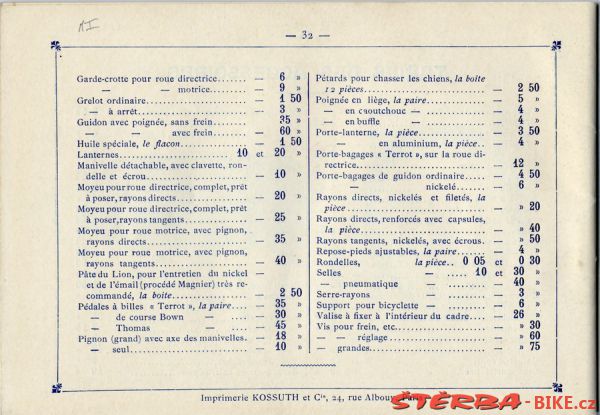 — 32 —
Garde-crotte pour roue directrice....... — 6 »
— — motrice.......... — 9 »
Grelot ordinaire........................ — 1 50
— à arrêt........................ — 3 »
Guidon avec poignée, sans frein......... 35 »
— — avec frein.......... — 60 »
Huile spéciale, le flacon............... — 1 50
Lanternes................. 10 et 20 »
Manivelle détachable, avec clavette, ron-
delle et écrou......................... — 10 »
Moyeu pour roue directrice, complet, prêt
à poser, rayons directs................ — 20 »
Moyeu pour roue directrice, complet, prêt
à poser, rayons tangents............... — 25 »
Moyeu pour roue motrice, avec pignon,
rayons directs......................... — 35 »
Moyeu pour roue motrice, avec pignon,
rayons tangents........................ — 40 »
Pâte du Lion, pour l'entretien du nickel
et de l'émail (procédé Magnier) très re-
commandé, la boîte..................... — 2 50
Pédales à billes « Terrot », la paire.... — 35 »
— de course Bown — .... — 30 »
— Thomas — .... — 45 »
Pignon (grand) avec axe des manivelles. — 18 »
— seul............................ — 10 »
Pétards pour chasser les chiens, la boîte
12 pièces............................. — 2 50
Poignée en liège, la paire.............. — 5 »
— en caoutchouc — .............. — 4 »
— en buffle — .............. — 4 »
Porte-lanterne, la pièce................ — 3 50
— en aluminium, la pièce.. — 4 »
Porte-bagages « Terrot », sur la roue di-
rectrice............................... — 12 »
Porte-bagages de guidon ordinaire....... — 4 50
— nickelé....... — 6 »
Rayons directs, nickelés et filetés, la
pièce.................................. — » 20
Rayons directs, renforcés avec capsules,
la pièce............................... — » 40
Rayons tangents, nickelés, avec écrous. — » 50
Repose-pieds ajustables, la paire....... — 4 »
Rondelles, la pièce.... 0 05 et 0 30
Selles — ..... 10 et 30 »
— pneumatique — ............. — 40 »
Serre-rayons — ............. — 3 »
Support pour bicyclette — ............. — 6 »
Valise à fixer à l'intérieur du cadre.... — 26 »
Vis pour frein, etc..................... — » 30
— — réglage..................... — » 60
— grandes......................... — » 75
Imprimerie KOSSUTH et Cie, 24, rue Albouy, Paris
ŠTĚRBA-BIKE.cz